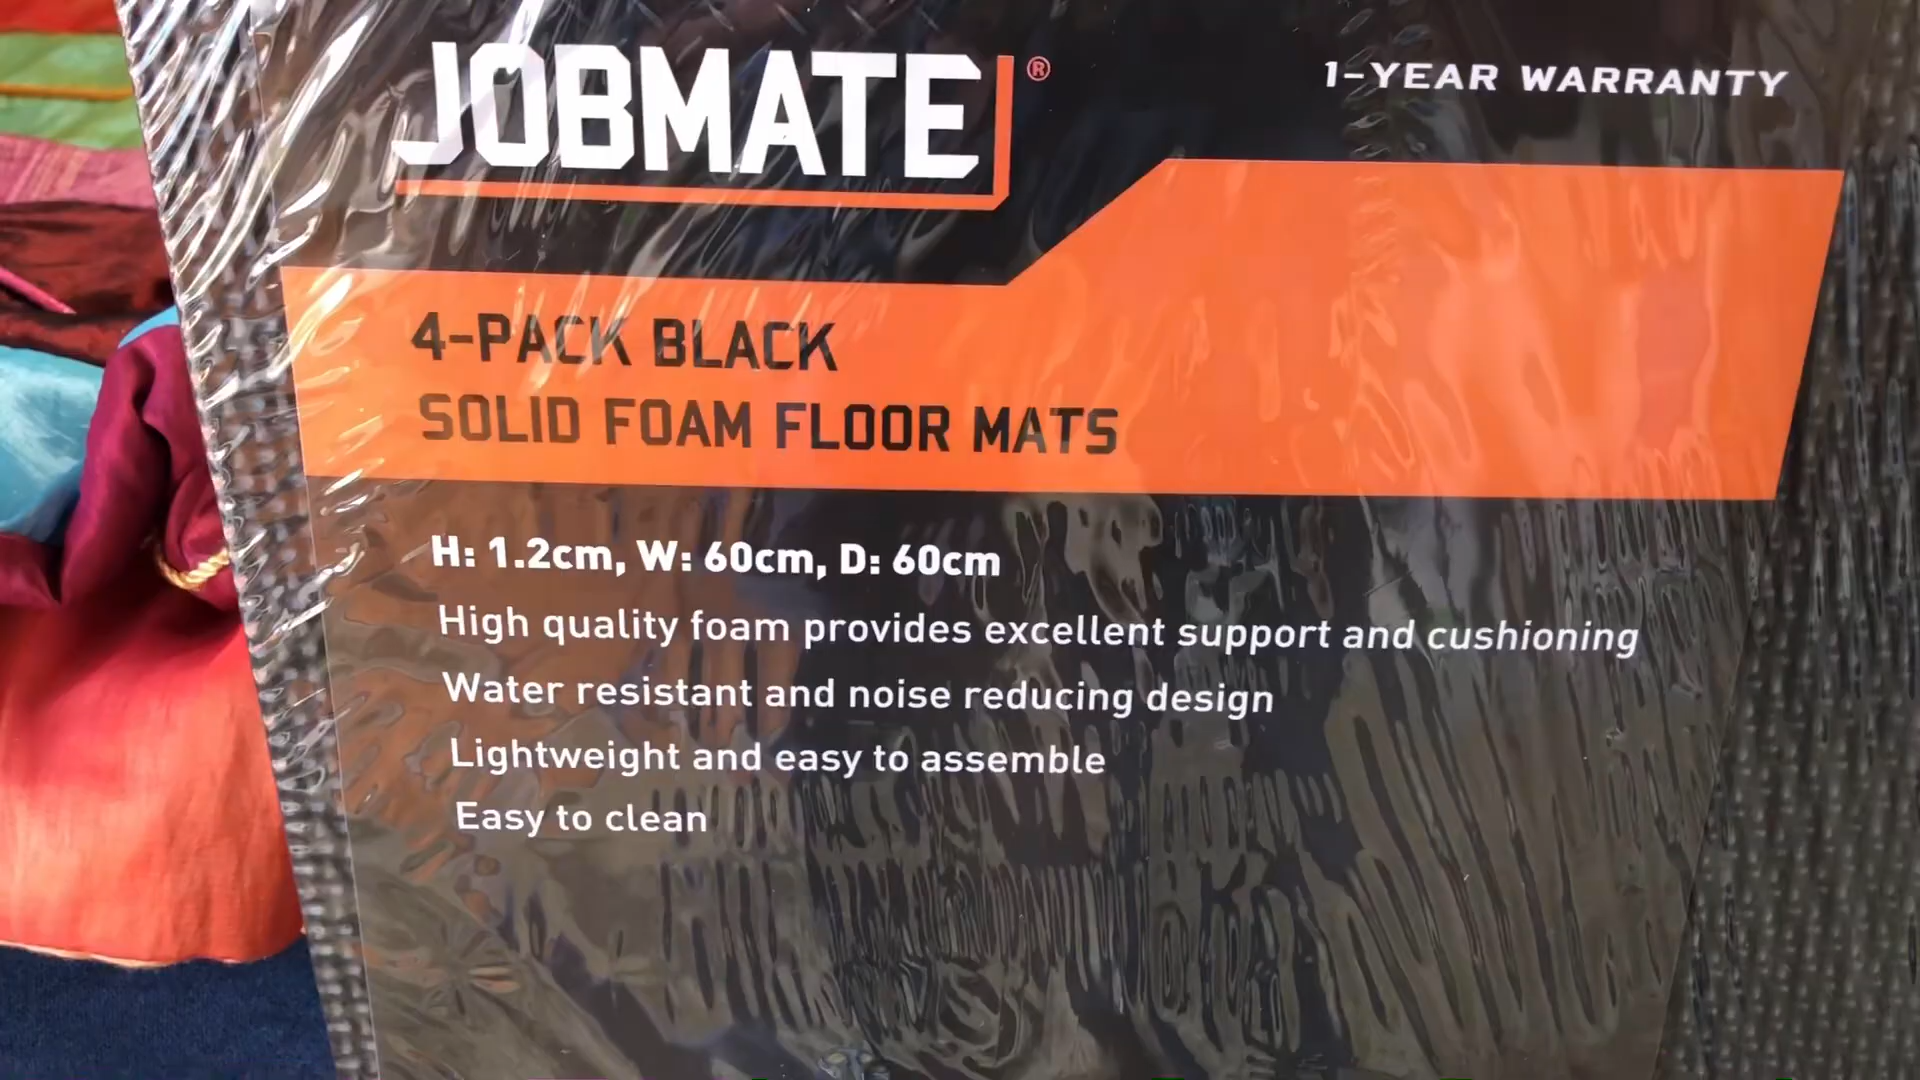 JOBMATE®
1-YEAR WARRANTY
4-PACK BLACK
SOLID FOAM FLOOR MATS
H: 1.2cm, W: 60cm, D: 60cm
High quality foam provides excellent support and cushioning
Water resistant and noise reducing design
Lightweight and easy to assemble
Easy to clean